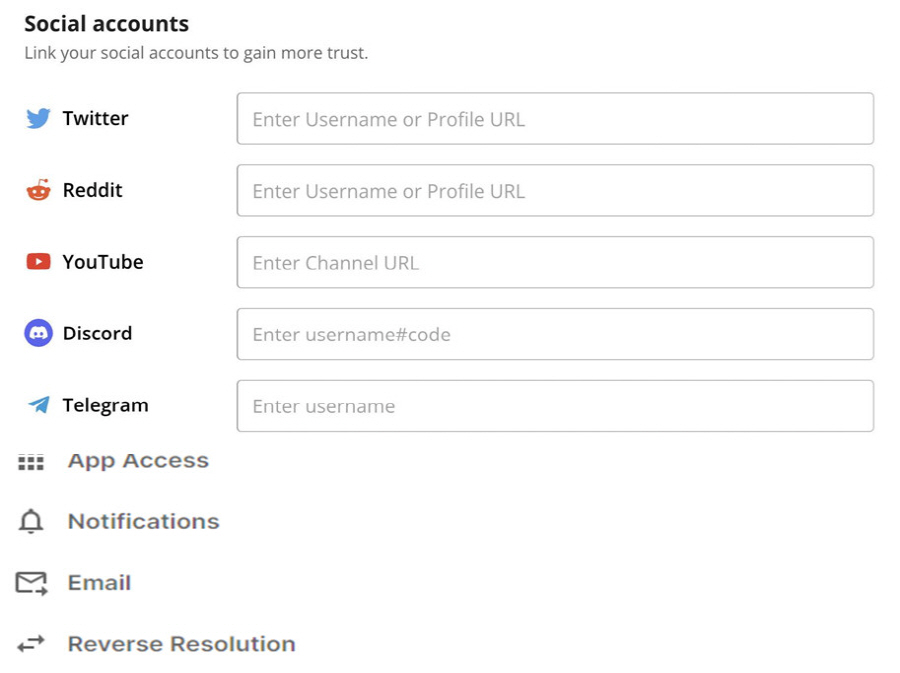 Social accounts
Link your social accounts to gain more trust.
Twitter Enter Username or Profile URL
Reddit Enter Username or Profile URL
YouTube Enter Channel URL
Discord Enter username#code
Telegram Enter username
App Access
Notifications
Email
Reverse Resolution